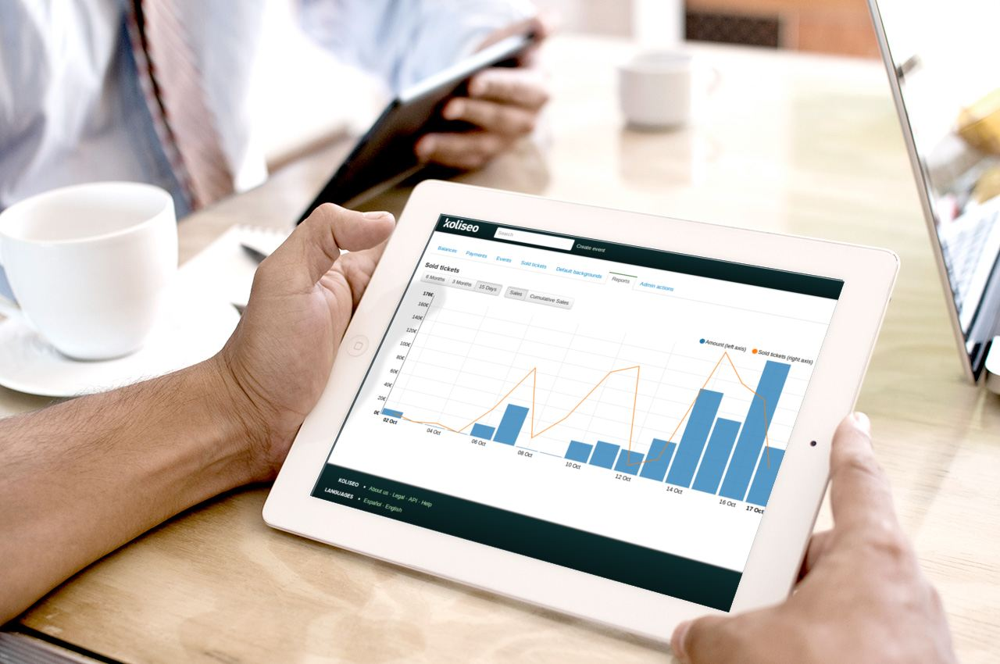 koliseo Search Create event
Balances Payments Events Sold tickets Default backgrounds Reports Admin actions
Sold tickets
6 Months 3 Months 15 Days Sales Cumulative Sales
Amount (left axis) Sold tickets (right axis)
178€
160€
140€
120€
100€
80€
60€
40€
20€
0€
02 Oct 04 Oct 06 Oct 08 Oct 10 Oct 12 Oct 14 Oct 16 Oct 17 Oct
KOLISEO • About us · Legal · API · Help
LANGUAGES • Español · English